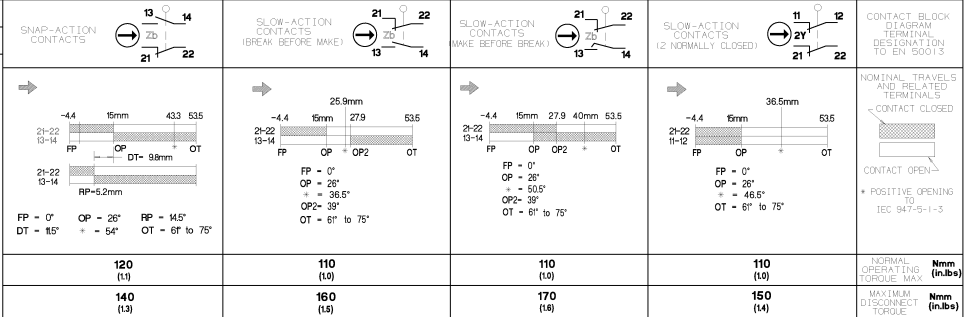 SNAP-ACTION
CONTACTS
13
14
Zb
21
22
SLOW-ACTION
CONTACTS
(BREAK BEFORE MAKE)
21
22
Zb
13
14
SLOW-ACTION
CONTACTS
(MAKE BEFORE BREAK)
21
22
Zb
13
14
SLOW-ACTION
CONTACTS
(2 NORMALLY CLOSED)
11
12
2Y
21
22
CONTACT BLOCK
DIAGRAM
TERMINAL
DESIGNATION
TO EN 50013
-4.4 15mm 43.3 53.5
21-22
13-14
FP OP * OT
DT= 9.8mm
21-22
13-14
RP=5.2mm
FP = 0° OP = 26° RP = 14.5°
DT = 11.5° * = 54° OT = 61° to 75°
25.9mm
-4.4 15mm 27.9 53.5
21-22
13-14
FP OP * OP2 OT
FP = 0°
OP = 26°
* = 36.5°
OP2= 39°
OT = 61° to 75°
-4.4 15mm 27.9 40mm 53.5
21-22
13-14
FP OP OP2 * OT
FP = 0°
OP = 26°
* = 50.5°
OP2= 39°
OT = 61° to 75°
36.5mm
-4.4 15mm 53.5
21-22
11-12
FP OP * OT
FP = 0°
OP = 26°
* = 46.5°
OT = 61° to 75°
NOMINAL TRAVELS
AND RELATED
TERMINALS
CONTACT CLOSED
CONTACT OPEN
* POSITIVE OPENING
TO
IEC 947-5-1-3
120
(1.1)
110
(1.0)
110
(1.0)
110
(1.0)
NORMAL
OPERATING
TORQUE MAX
Nmm
(in.lbs)
140
(1.3)
160
(1.5)
170
(1.6)
150
(1.4)
MAXIMUM
DISCONNECT
TORQUE
Nmm
(in.lbs)